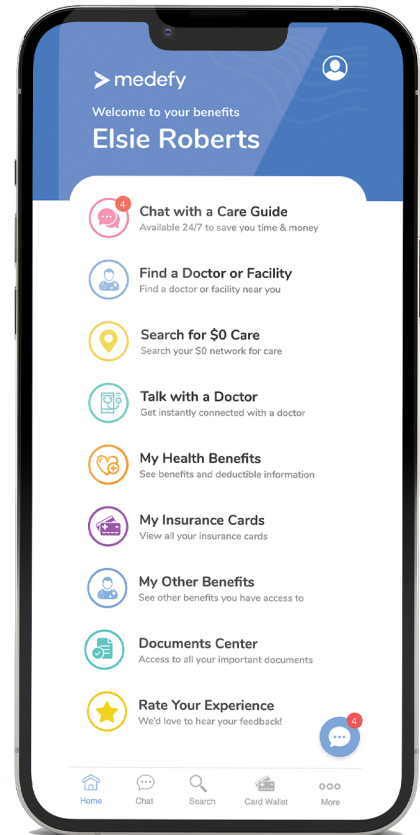 medefy
Welcome to your benefits
Elsie Roberts
4
Chat with a Care Guide
Available 24/7 to save you time & money
Find a Doctor or Facility
Find a doctor or facility near you
Search for $0 Care
Search your $0 network for care
Talk with a Doctor
Get instantly connected with a doctor
My Health Benefits
See benefits and deductible information
My Insurance Cards
View all your insurance cards
My Other Benefits
See other benefits you have access to
Documents Center
Access to all your important documents
Rate Your Experience
We'd love to hear your feedback!
4
Home
Chat
Search
Card Wallet
More